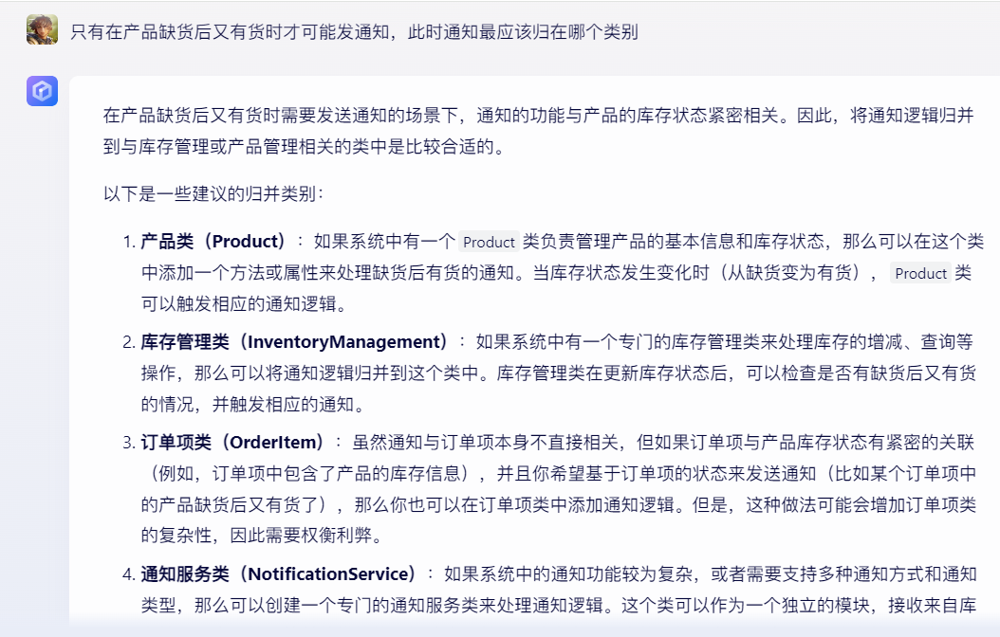 只有在产品缺货后又有货时才可能发通知，此时通知最应该归在哪个类别
在产品缺货后又有货时需要发送通知的场景下，通知的功能与产品的库存状态紧密相关。因此，将通知逻辑归并
到与库存管理或产品管理相关的类中是比较合适的。
以下是一些建议的归并类别：
1. 产品类（Product）：如果系统中有一个 Product 类负责管理产品的基本信息和库存状态，那么可以在这个类
中添加一个方法或属性来处理缺货后有货的通知。当库存状态发生变化时（从缺货变为有货），Product 类
可以触发相应的通知逻辑。
2. 库存管理类（InventoryManagement）：如果系统中有一个专门的库存管理类来处理库存的增减、查询等
操作，那么可以将通知逻辑归并到这个类中。库存管理类在更新库存状态后，可以检查是否有缺货后又有货
的情况，并触发相应的通知。
3. 订单项类（OrderItem）：虽然通知与订单项本身不直接相关，但如果订单项与产品库存状态有紧密的关联
（例如，订单项中包含了产品的库存信息），并且你希望基于订单项的状态来发送通知（比如某个订单项中
的产品缺货后又有货了），那么你也可以在订单项类中添加通知逻辑。但是，这种做法可能会增加订单项类
的复杂性，因此需要权衡利弊。
4. 通知服务类（NotificationService）：如果系统中的通知功能较为复杂，或者需要支持多种通知方式和通知
类型，那么可以创建一个专门的通知服务类来处理通知逻辑。这个类可以作为一个独立的模块，接收来自库